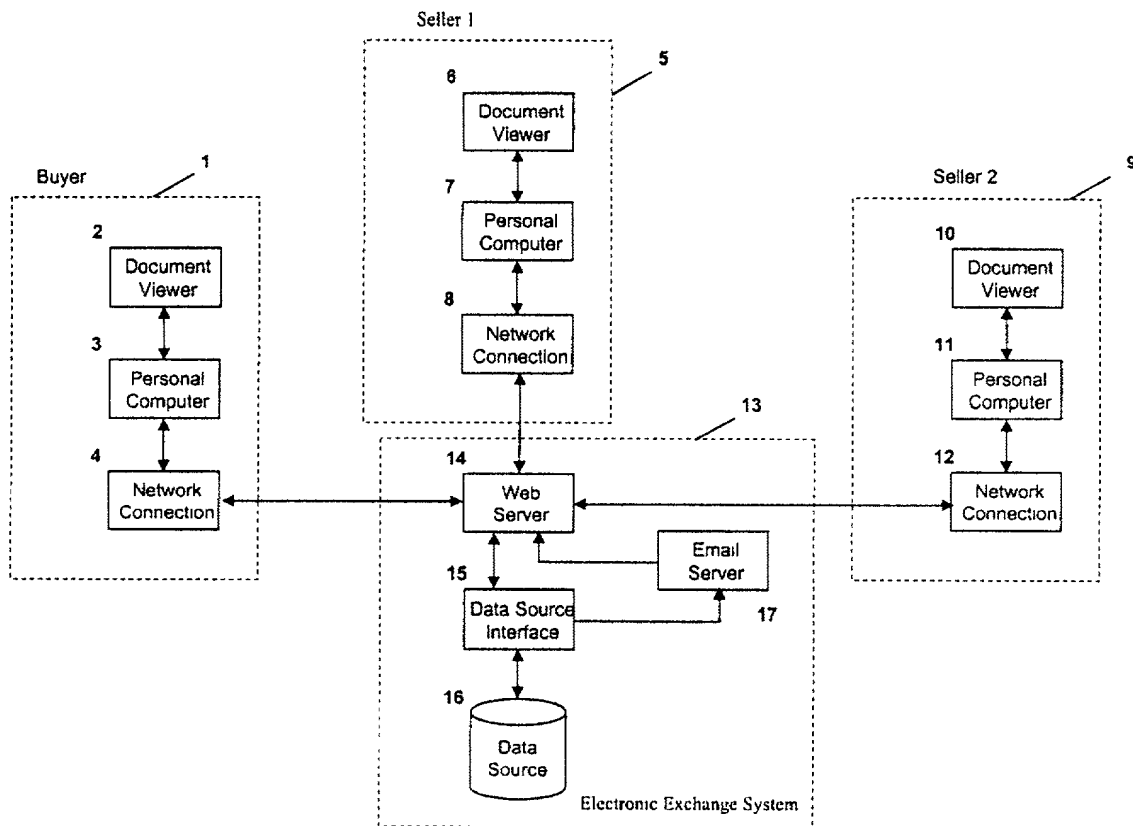 Seller 1
5
6
Document
Viewer
7
Personal
Computer
8
Network
Connection
Buyer
1
2
Document
Viewer
3
Personal
Computer
4
Network
Connection
Seller 2
9
10
Document
Viewer
11
Personal
Computer
12
Network
Connection
13
14
Web
Server
Email
Server
17
15
Data Source
Interface
16
Data
Source
Electronic Exchange System